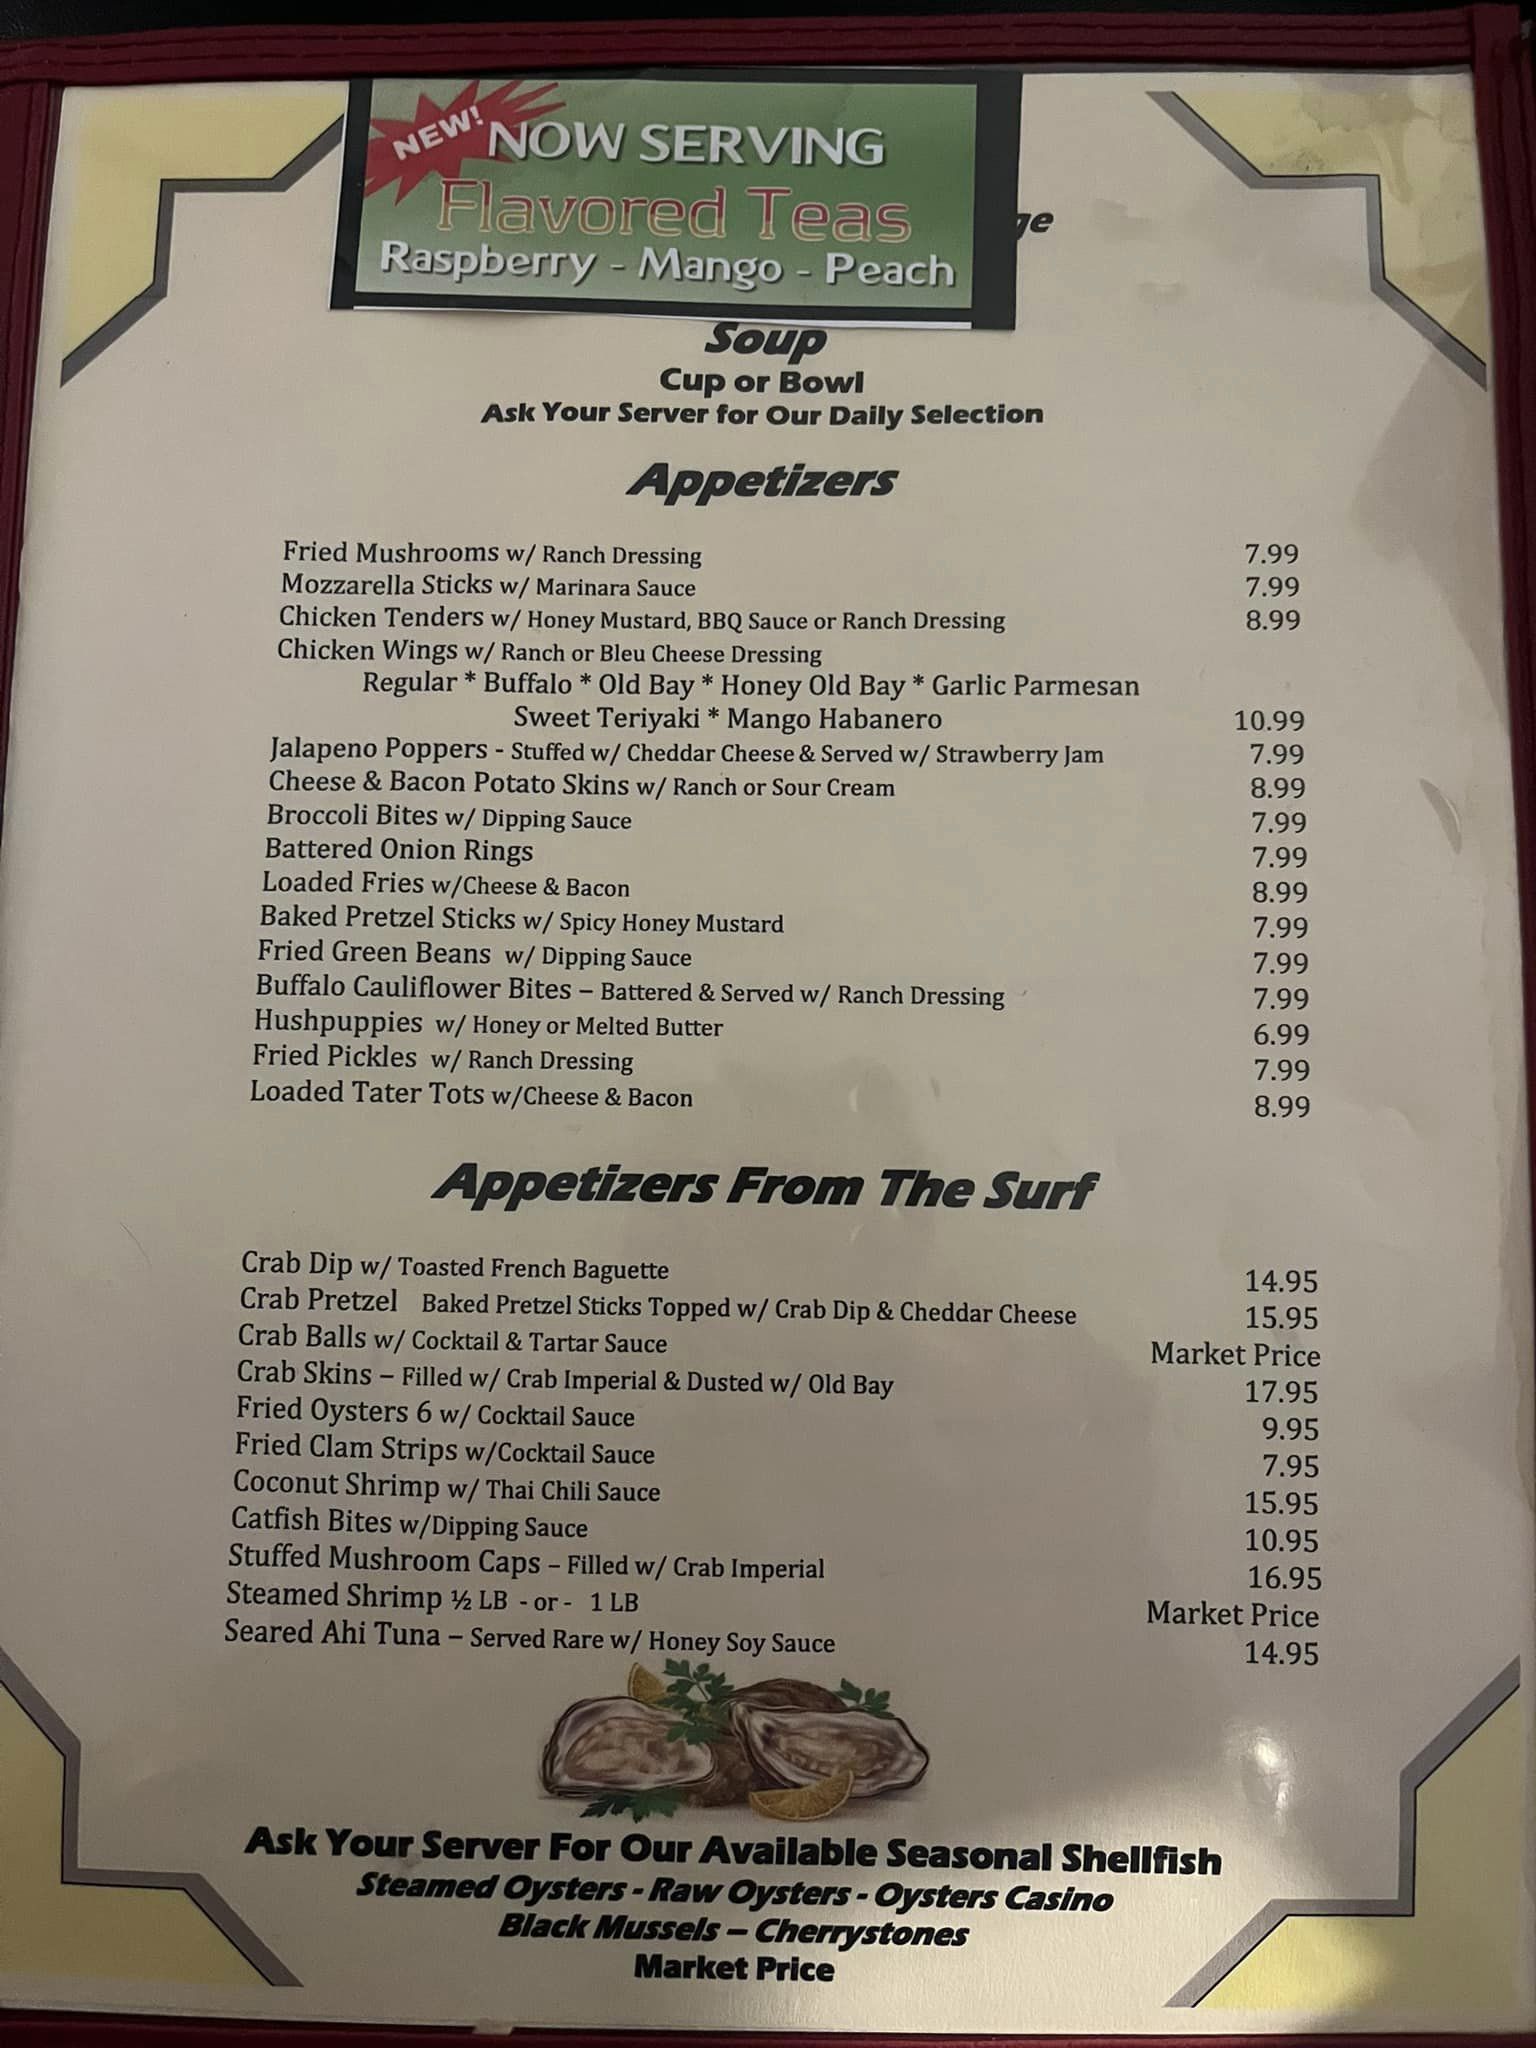 NEW!
NOW SERVING
Flavored Teas
Raspberry - Mango - Peach
Soup
Cup or Bowl
Ask Your Server for Our Daily Selection
Appetizers
Fried Mushrooms w/ Ranch Dressing 7.99
Mozzarella Sticks w/ Marinara Sauce 7.99
Chicken Tenders w/ Honey Mustard, BBQ Sauce or Ranch Dressing 8.99
Chicken Wings w/ Ranch or Bleu Cheese Dressing
Regular * Buffalo * Old Bay * Honey Old Bay * Garlic Parmesan
Sweet Teriyaki * Mango Habanero 10.99
Jalapeno Poppers - Stuffed w/ Cheddar Cheese & Served w/ Strawberry Jam 7.99
Cheese & Bacon Potato Skins w/ Ranch or Sour Cream 8.99
Broccoli Bites w/ Dipping Sauce 7.99
Battered Onion Rings 7.99
Loaded Fries w/Cheese & Bacon 8.99
Baked Pretzel Sticks w/ Spicy Honey Mustard 7.99
Fried Green Beans w/ Dipping Sauce 7.99
Buffalo Cauliflower Bites – Battered & Served w/ Ranch Dressing 7.99
Hushpuppies w/ Honey or Melted Butter 6.99
Fried Pickles w/ Ranch Dressing 7.99
Loaded Tater Tots w/Cheese & Bacon 8.99
Appetizers From The Surf
Crab Dip w/ Toasted French Baguette 14.95
Crab Pretzel Baked Pretzel Sticks Topped w/ Crab Dip & Cheddar Cheese 15.95
Crab Balls w/ Cocktail & Tartar Sauce Market Price
Crab Skins – Filled w/ Crab Imperial & Dusted w/ Old Bay 17.95
Fried Oysters 6 w/ Cocktail Sauce 9.95
Fried Clam Strips w/Cocktail Sauce 7.95
Coconut Shrimp w/ Thai Chili Sauce 15.95
Catfish Bites w/Dipping Sauce 10.95
Stuffed Mushroom Caps – Filled w/ Crab Imperial 16.95
Steamed Shrimp ½ LB - or - 1 LB Market Price
Seared Ahi Tuna – Served Rare w/ Honey Soy Sauce 14.95
Ask Your Server For Our Available Seasonal Shellfish
Steamed Oysters - Raw Oysters - Oysters Casino
Black Mussels – Cherrystones
Market Price